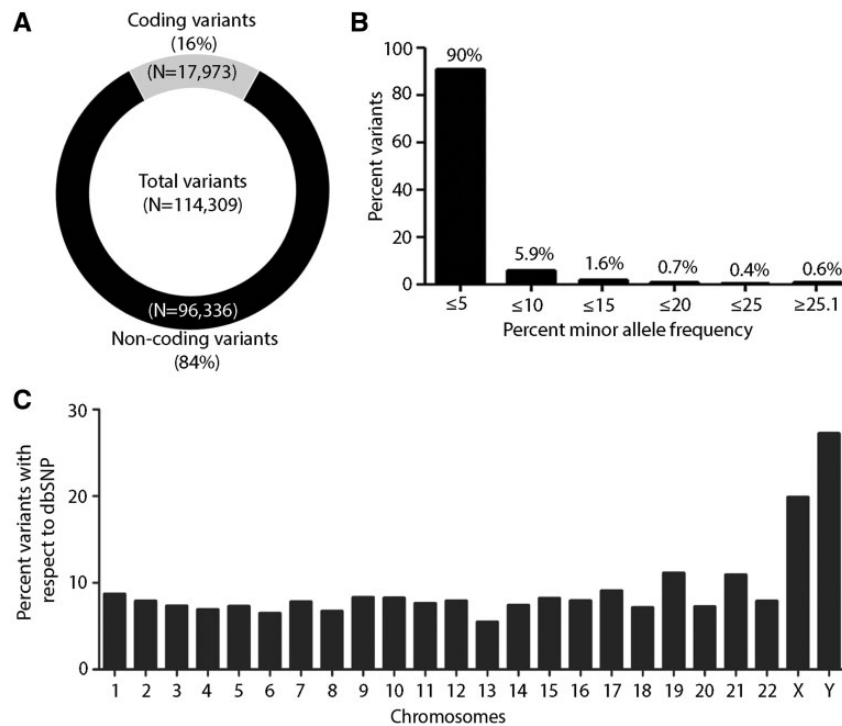 A
Coding variants
(16%)
(N=17,973)
Total variants
(N=114,309)
(N=96,336)
Non-coding variants
(84%)
B
Percent variants
100
80
60
40
20
0
90%
5.9%
1.6%
0.7%
0.4%
0.6%
≤5 ≤10 ≤15 ≤20 ≤25 ≥25.1
Percent minor allele frequency
C
Percent variants with
respect to dbSNP
30
20
10
0
1 2 3 4 5 6 7 8 9 10 11 12 13 14 15 16 17 18 19 20 21 22 X Y
Chromosomes